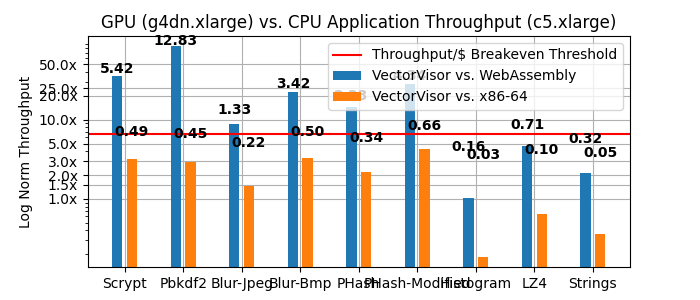 GPU (g4dn.xlarge) vs. CPU Application Throughput (c5.xlarge)
Log Norm Throughput
50.0x
25.0x
20.0x
10.0x
5.0x
3.0x
2.0x
1.5x
1.0x
Throughput/$ Breakeven Threshold
VectorVisor vs. WebAssembly
VectorVisor vs. x86-64
5.42
0.49
12.83
0.45
1.33
0.22
3.42
0.50
0.34
0.66
0.16
0.03
0.71
0.10
0.32
0.05
Scrypt
Pbkdf2
Blur-Jpeg
Blur-Bmp
PHash
PHash-Modified
Histogram
LZ4
Strings